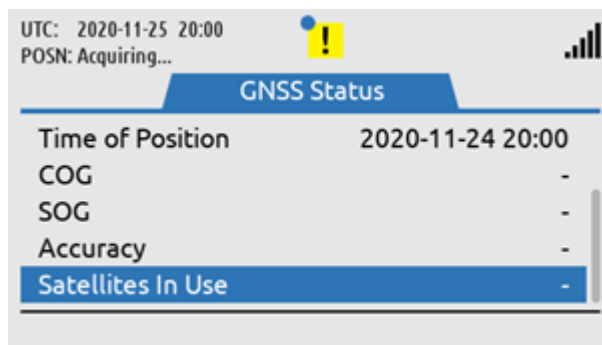 UTC: 2020-11-25 20:00
POSN: Acquiring...
!
GNSS Status
Time of Position 2020-11-24 20:00
COG -
SOG -
Accuracy -
Satellites In Use -